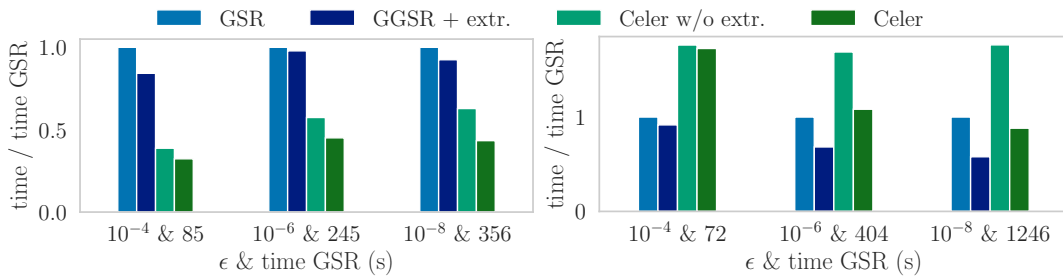 GSR GGSR + extr. Celer w/o extr. Celer
time / time GSR
1.0
0.5
0.0
10⁻⁴ & 85 10⁻⁶ & 245 10⁻⁸ & 356
ϵ & time GSR (s)
time / time GSR
1
0
10⁻⁴ & 72 10⁻⁶ & 404 10⁻⁸ & 1246
ϵ & time GSR (s)